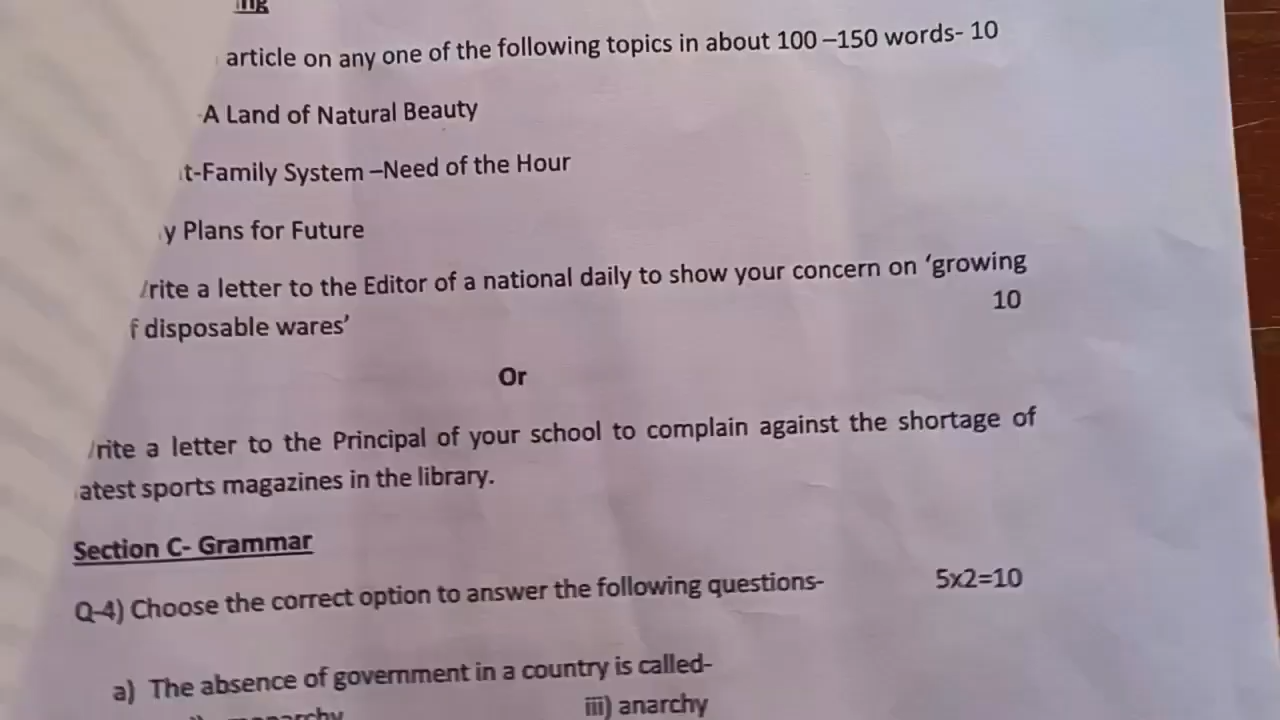 article on any one of the following topics in about 100 –150 words- 10
A Land of Natural Beauty
t-Family System –Need of the Hour
y Plans for Future
rite a letter to the Editor of a national daily to show your concern on ‘growing
f disposable wares’ 10
Or
rite a letter to the Principal of your school to complain against the shortage of
atest sports magazines in the library.
Section C- Grammar
Q-4) Choose the correct option to answer the following questions- 5x2=10
a) The absence of government in a country is called-
iii) anarchy